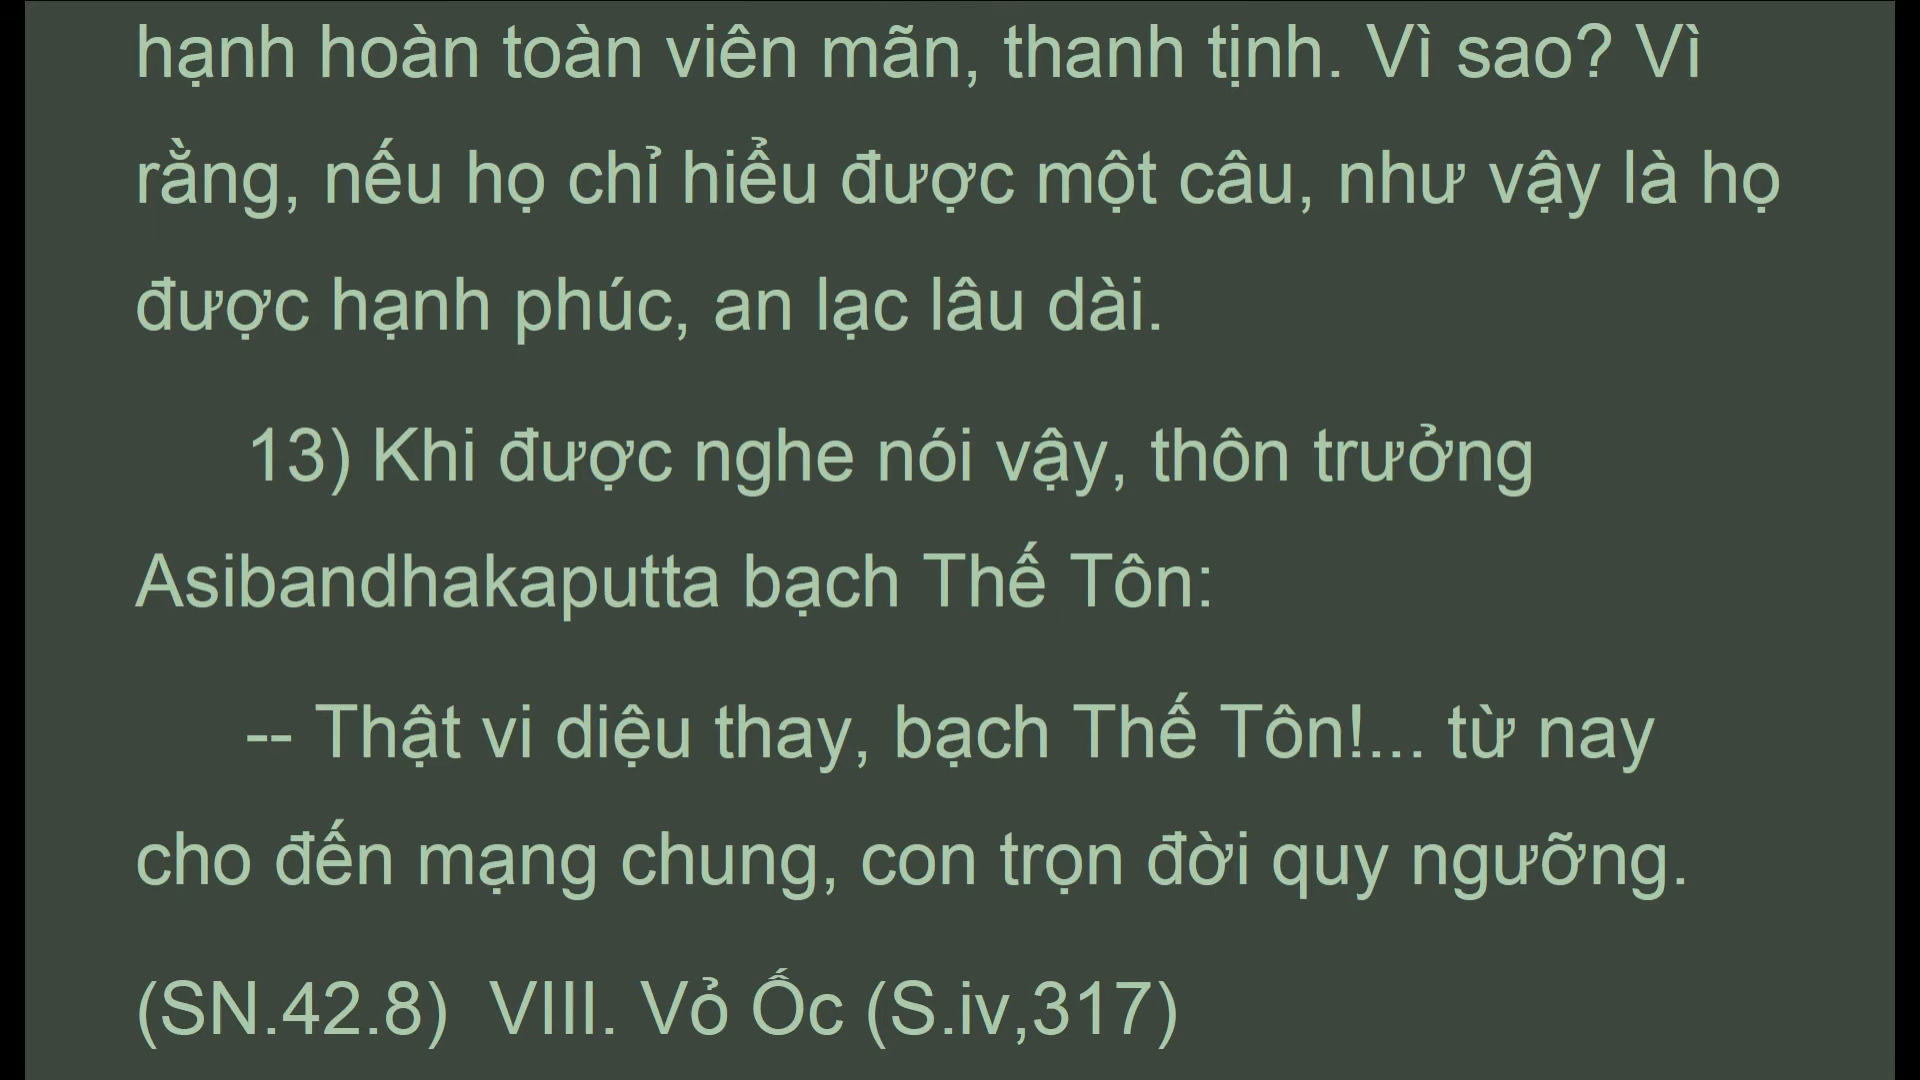 hạnh hoàn toàn viên mãn, thanh tịnh. Vì sao? Vì
rằng, nếu họ chỉ hiểu được một câu, như vậy là họ
được hạnh phúc, an lạc lâu dài.
13) Khi được nghe nói vậy, thôn trưởng
Asibandhakaputta bạch Thế Tôn:
-- Thật vi diệu thay, bạch Thế Tôn!... từ nay
cho đến mạng chung, con trọn đời quy ngưỡng.
(SN.42.8) VIII. Vỏ Ốc (S.iv,317)